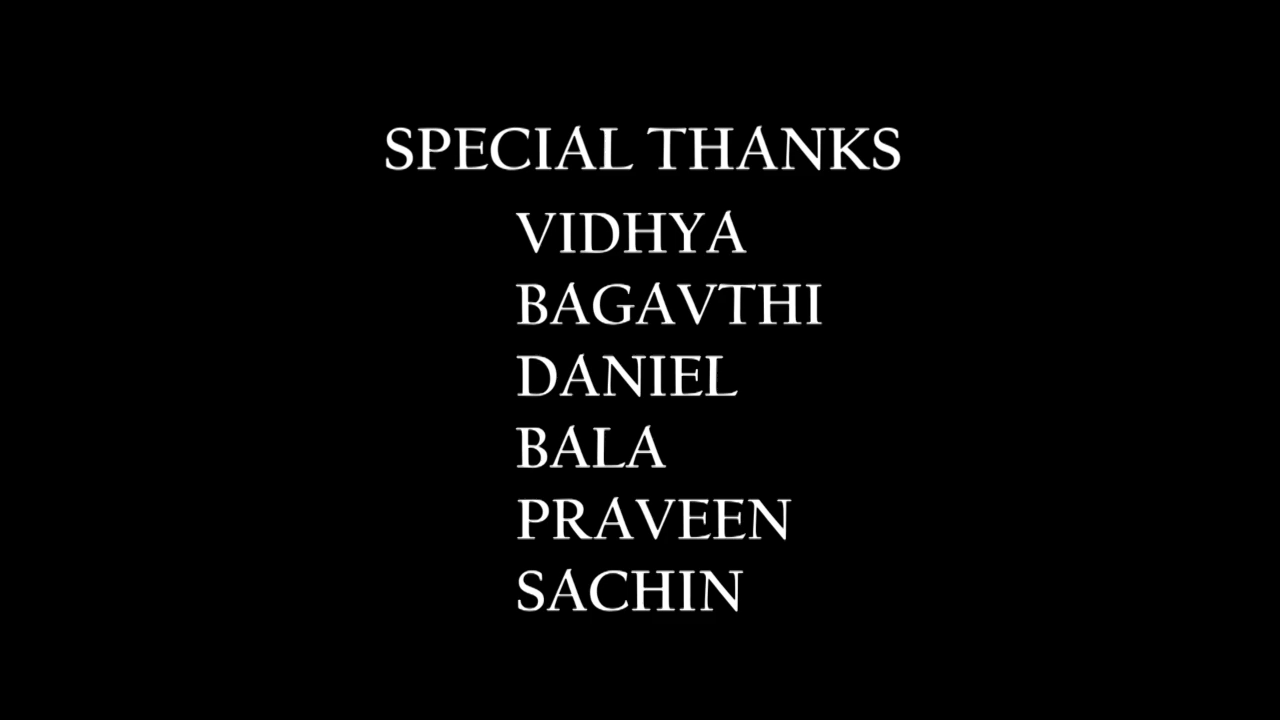 SPECIAL THANKS
VIDHYA
BAGAVTHI
DANIEL
BALA
PRAVEEN
SACHIN